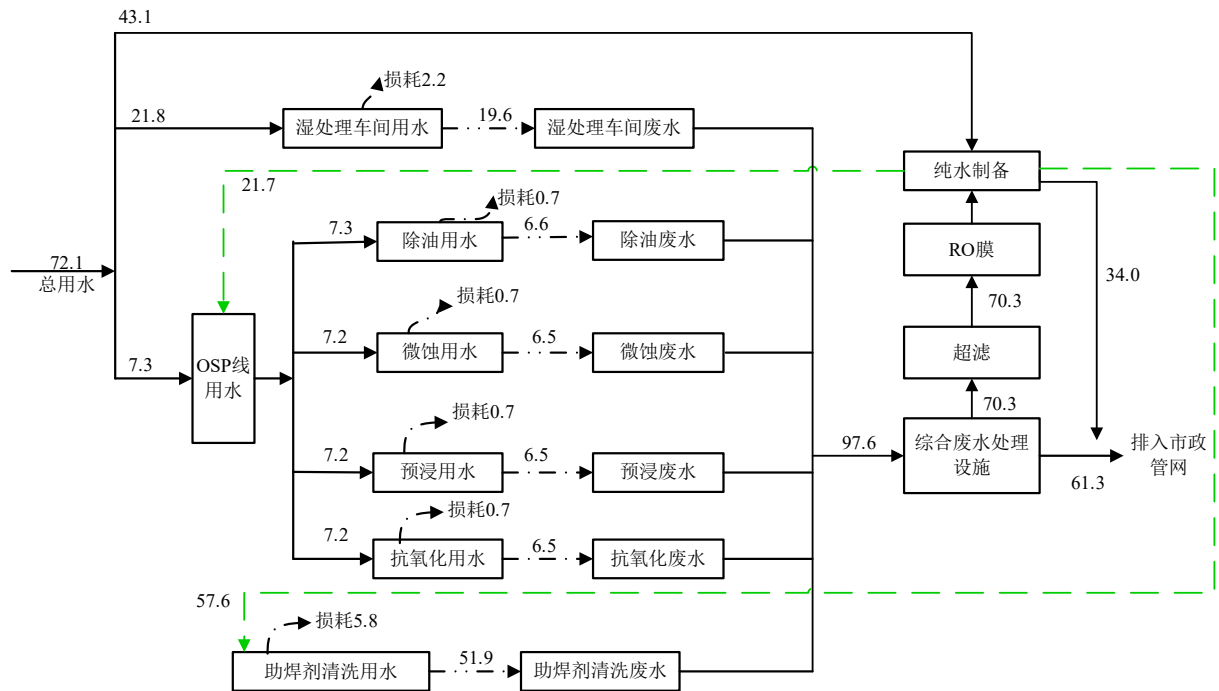 43.1
损耗2.2
21.8
湿处理车间用水
19.6
湿处理车间废水
纯水制备
21.7
损耗0.7
7.3
除油用水
6.6
除油废水
RO膜
34.0
72.1
总用水
70.3
损耗0.7
7.2
微蚀用水
6.5
微蚀废水
超滤
7.3
OSP线
用水
70.3
损耗0.7
7.2
预浸用水
6.5
预浸废水
97.6
综合废水处理
设施
排入市政
管网
61.3
损耗0.7
7.2
抗氧化用水
6.5
抗氧化废水
57.6
损耗5.8
助焊剂清洗用水
51.9
助焊剂清洗废水